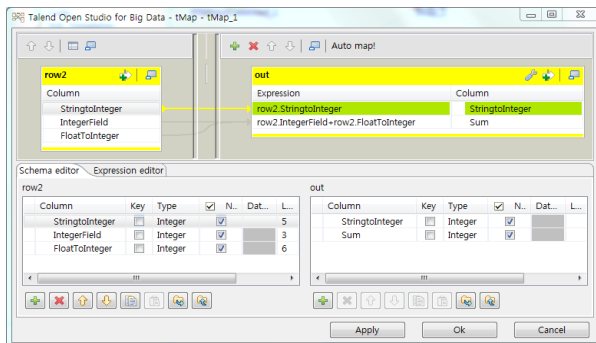 Talend Open Studio for Big Data - tMap - tMap_1
Auto map!
row2
Column
StringtoInteger
IntegerField
FloatToInteger
out
Expression Column
row2.StringtoInteger StringtoInteger
row2.IntegerField+row2.FloatToInteger Sum
Schema editor Expression editor
row2
Column Key Type N.. Dat... L...
StringtoInteger Integer 5
IntegerField Integer 3
FloatToInteger Integer 6
out
Column Key Type N.. Dat... L...
StringtoInteger Integer
Sum Integer
Apply Ok Cancel